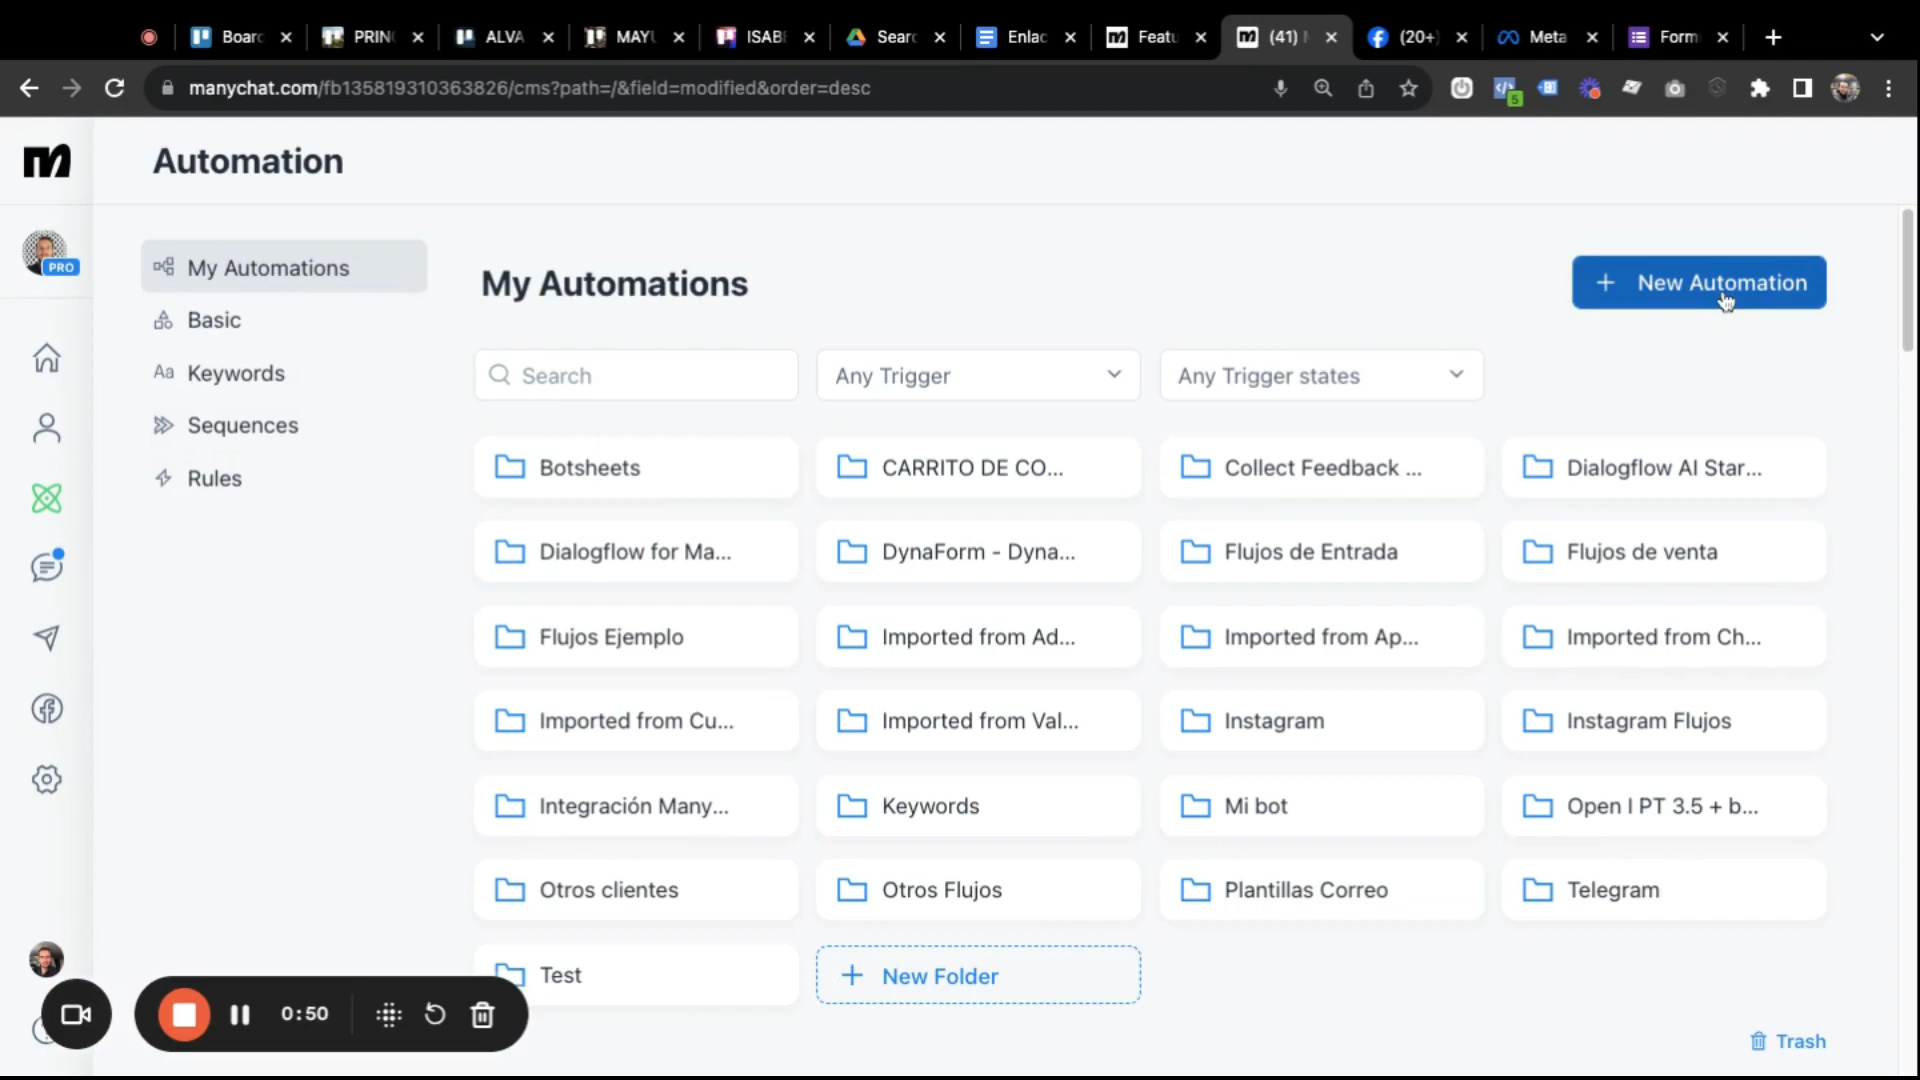 Boar
PRIN
ALVA
MAYU
ISAB
Sear
Enlac
Featu
(41)
(20+)
Meta
Form
manychat.com/fb135819310363826/cms?path=/&field=modified&order=desc
5
Automation
PRO
My Automations
Basic
Aa Keywords
Sequences
Rules
My Automations
+ New Automation
Search
Any Trigger
Any Trigger states
Botsheets
CARRITO DE CO...
Collect Feedback ...
Dialogflow AI Star...
Dialogflow for Ma...
DynaForm - Dyna...
Flujos de Entrada
Flujos de venta
Flujos Ejemplo
Imported from Ad...
Imported from Ap...
Imported from Ch...
Imported from Cu...
Imported from Val...
Instagram
Instagram Flujos
Integración Many...
Keywords
Mi bot
Open I PT 3.5 + b...
Otros clientes
Otros Flujos
Plantillas Correo
Telegram
Test
+ New Folder
0:50
Trash